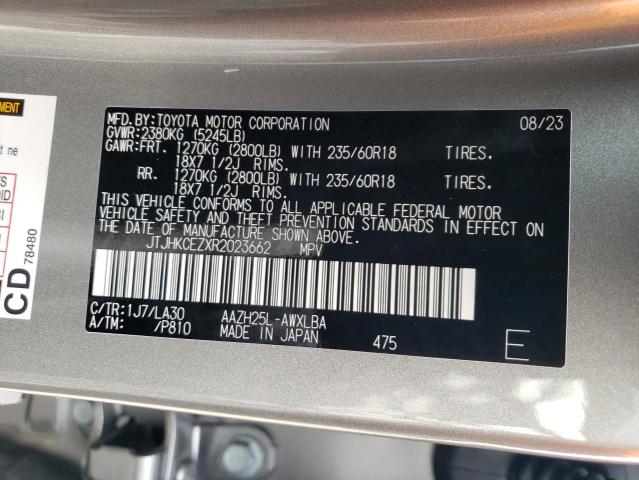 MFD.BY:TOYOTA MOTOR CORPORATION 08/23
GVWR:2380KG (5245LB)
GAWR:FRT. 1270KG (2800LB) WITH 235/60R18 TIRES.
18X7 1/2J RIMS.
RR. 1270KG (2800LB) WITH 235/60R18 TIRES.
18X7 1/2J RIMS.
THIS VEHICLE CONFORMS TO ALL APPLICABLE FEDERAL MOTOR
VEHICLE SAFETY AND THEFT PREVENTION STANDARDS IN EFFECT ON
THE DATE OF MANUFACTURE SHOWN ABOVE.
JTJHKCEZXR2023662 MPV
C/TR:1J7/LA30 AAZH25L-AWXLBA
A/TM: /P810 MADE IN JAPAN 475 E
CD 78480